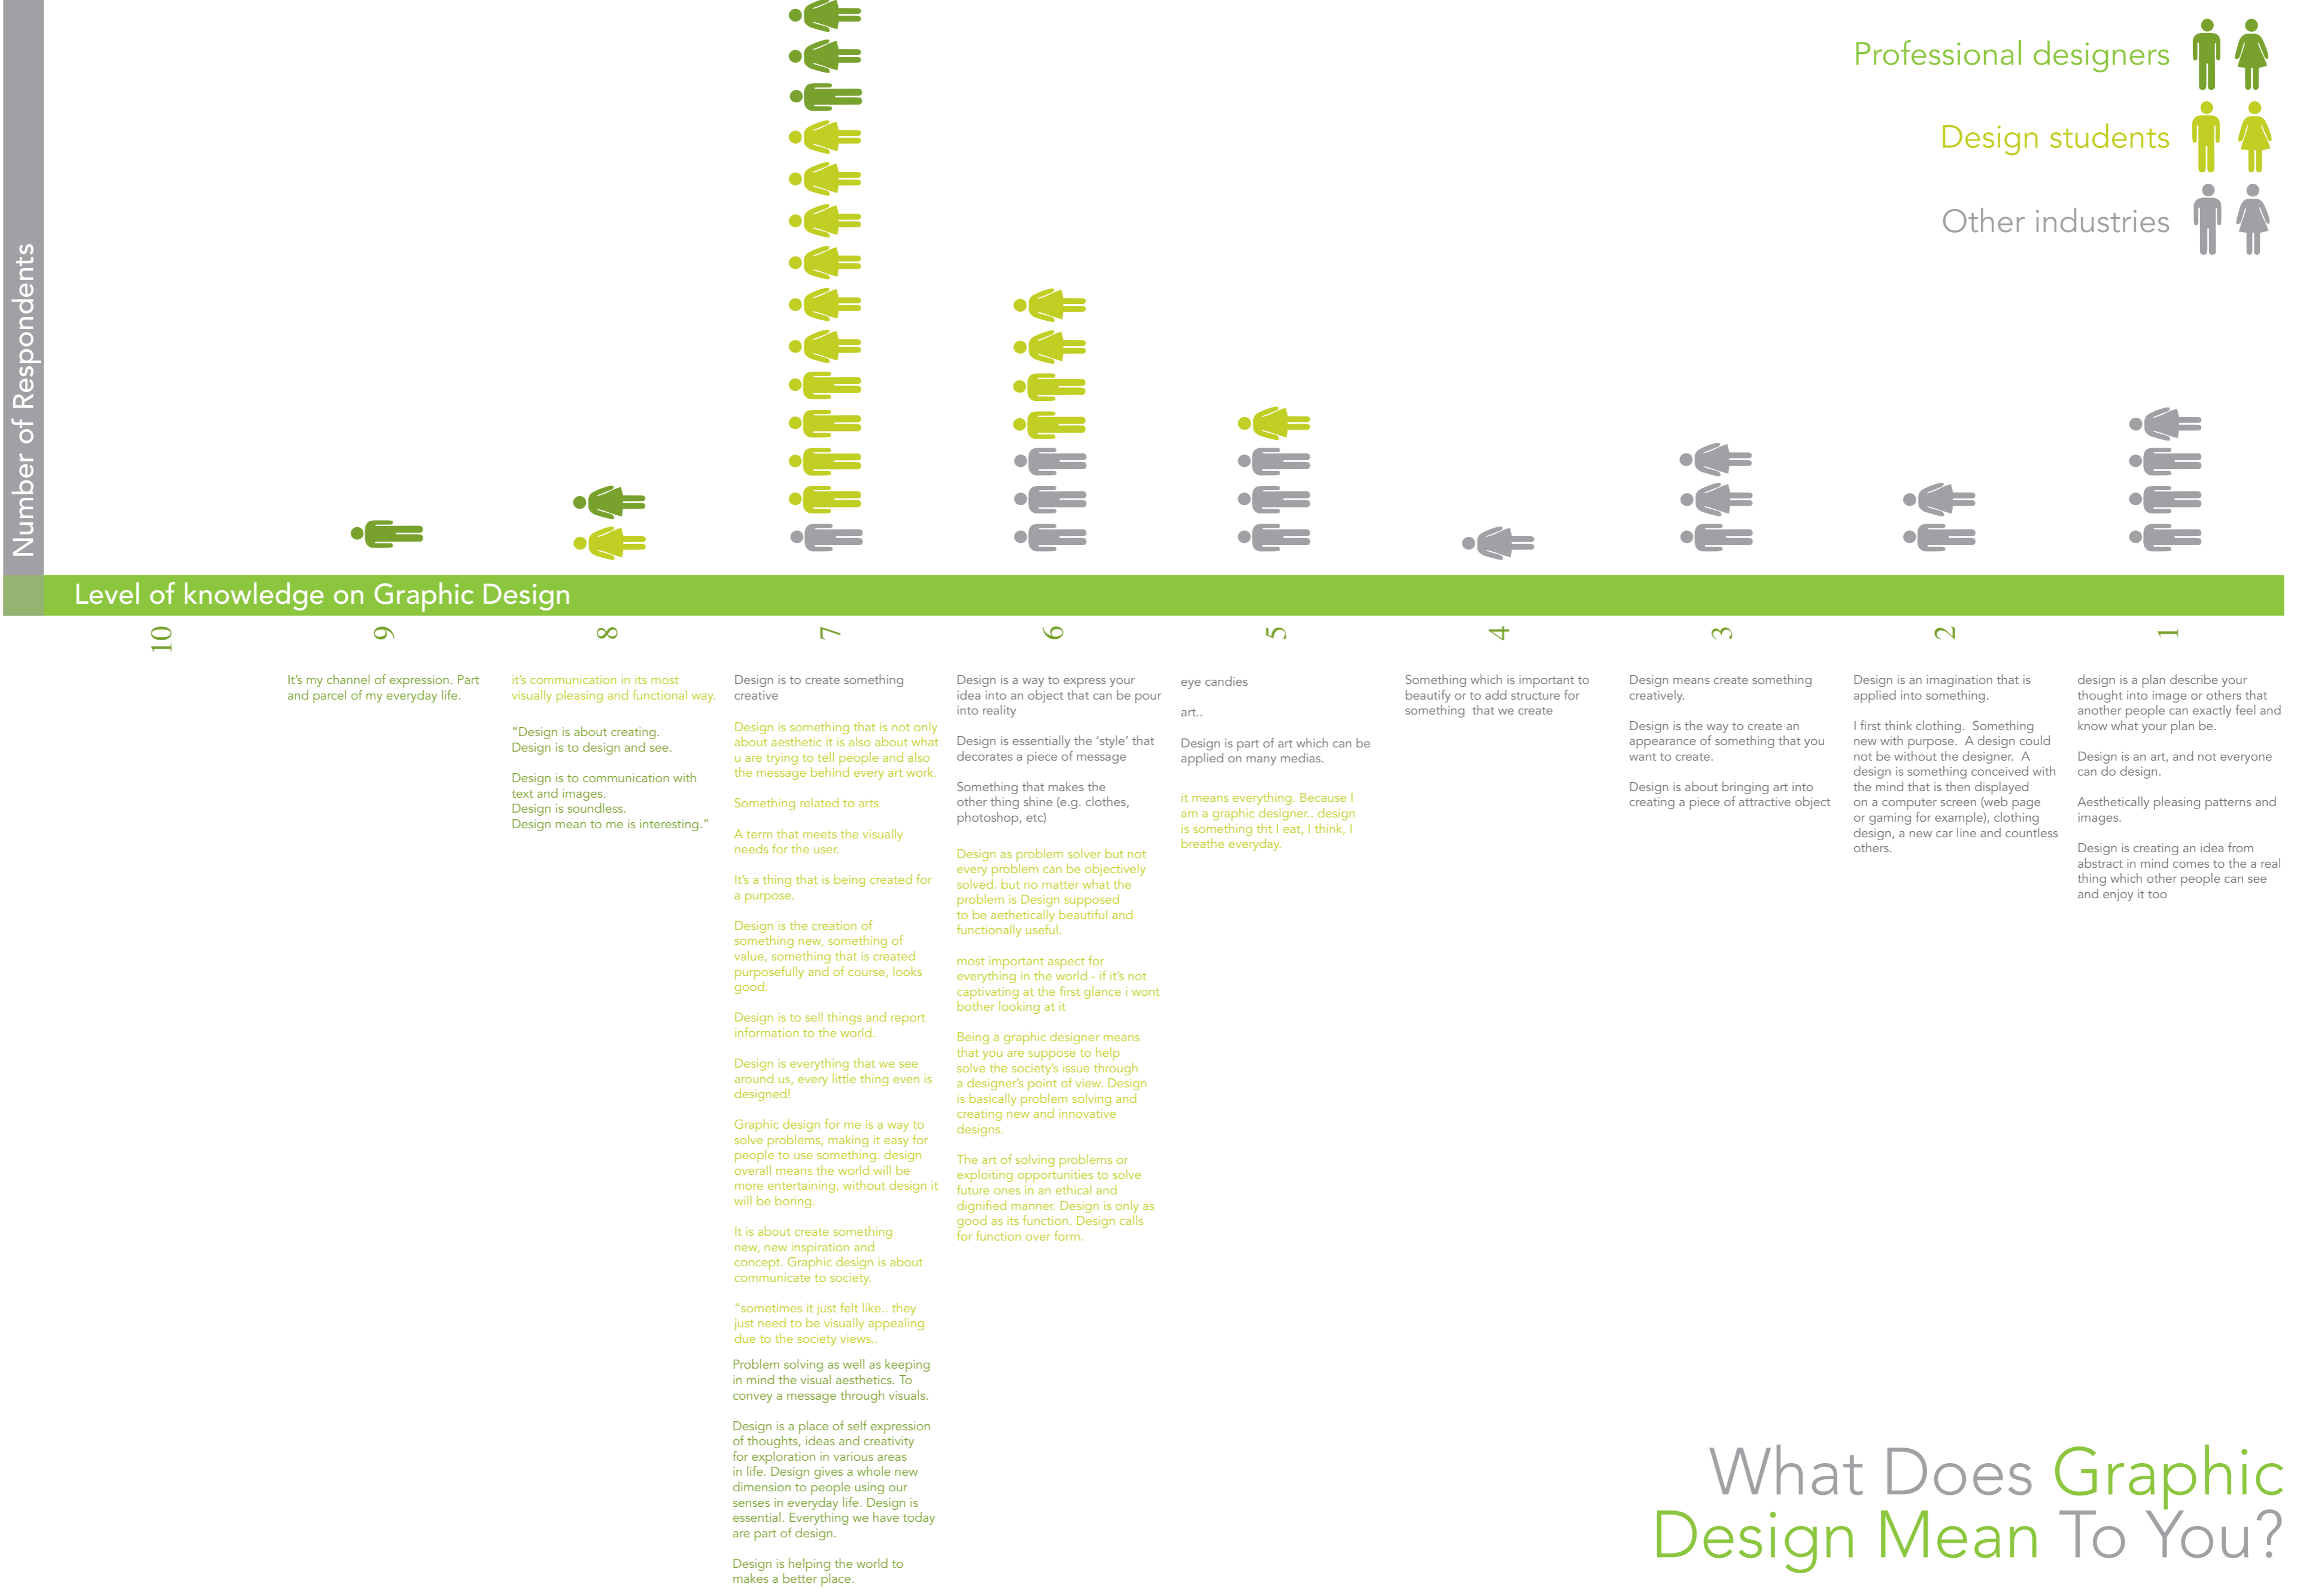 Professional designers
Design students
Other industries
Number of Respondents
Level of knowledge on Graphic Design
10
9
8
7
6
5
4
3
2
1
It's my channel of expression. Part
and parcel of my everyday life.
it's communication in its most
visually pleasing and functional way.
“Design is about creating.
Design is to design and see.
Design is to communication with
text and images.
Design is soundless.
Design mean to me is interesting.”
Design is to create something
creative
Design is something that is not only
about aesthetic it is also about what
u are trying to tell people and also
the message behind every art work.
Something related to arts
A term that meets the visually
needs for the user.
It's a thing that is being created for
a purpose.
Design is the creation of
something new, something of
value, something that is created
purposefully and of course, looks
good.
Design is to sell things and report
information to the world.
Design is everything that we see
around us, every little thing even is
designed!
Graphic design for me is a way to
solve problems, making it easy for
people to use something. design
overall means the world will be
more entertaining, without design it
will be boring.
It is about create something
new, new inspiration and
concept. Graphic design is about
communicate to society.
“sometimes it just felt like.. they
just need to be visually appealing
due to the society views..
Problem solving as well as keeping
in mind the visual aesthetics. To
convey a message through visuals.
Design is a place of self expression
of thoughts, ideas and creativity
for exploration in various areas
in life. Design gives a whole new
dimension to people using our
senses in everyday life. Design is
essential. Everything we have today
are part of design.
Design is helping the world to
makes a better place.
Design is a way to express your
idea into an object that can be pour
into reality
Design is essentially the ‘style’ that
decorates a piece of message
Something that makes the
other thing shine (e.g. clothes,
photoshop, etc)
Design as problem solver but not
every problem can be objectively
solved. but no matter what the
problem is Design supposed
to be aethetically beautiful and
functionally useful.
most important aspect for
everything in the world - if it's not
captivating at the first glance i wont
bother looking at it
Being a graphic designer means
that you are suppose to help
solve the society's issue through
a designer's point of view. Design
is basically problem solving and
creating new and innovative
designs.
The art of solving problems or
exploiting opportunities to solve
future ones in an ethical and
dignified manner. Design is only as
good as its function. Design calls
for function over form.
eye candies
art..
Design is part of art which can be
applied on many medias.
it means everything. Because I
am a graphic designer.. design
is something tht I eat, I think, I
breathe everyday.
Something which is important to
beautify or to add structure for
something that we create
Design means create something
creatively.
Design is the way to create an
appearance of something that you
want to create.
Design is about bringing art into
creating a piece of attractive object
Design is an imagination that is
applied into something.
I first think clothing. Something
new with purpose. A design could
not be without the designer. A
design is something conceived with
the mind that is then displayed
on a computer screen (web page
or gaming for example), clothing
design, a new car line and countless
others.
design is a plan describe your
thought into image or others that
another people can exactly feel and
know what your plan be.
Design is an art, and not everyone
can do design.
Aesthetically pleasing patterns and
images.
Design is creating an idea from
abstract in mind comes to the a real
thing which other people can see
and enjoy it too
What Does Graphic
Design Mean To You?